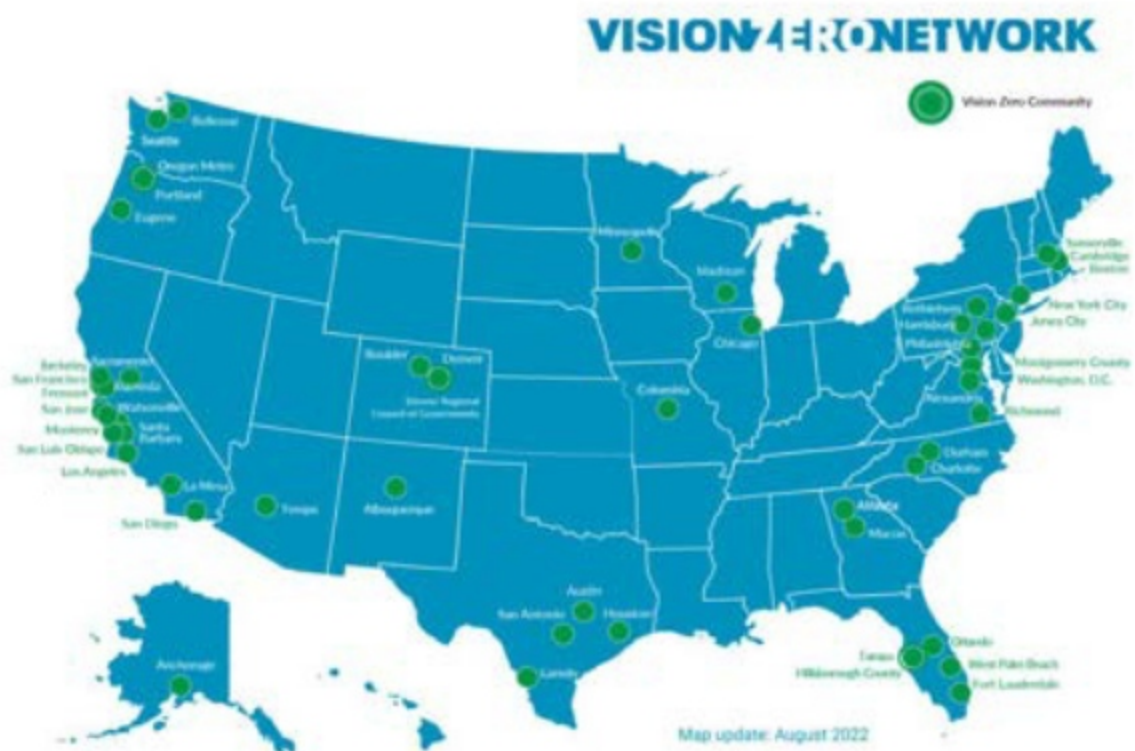 VISION ZERO NETWORK
Vision Zero Community
Bellevue
Seattle
Oregon Metro
Portland
Eugene
Minneapolis
Madison
Chicago
Somerville
Cambridge
Boston
New York City
Jersey City
Bethlehem
Harrisburg
Philadelphia
Montgomery County
Washington, D.C.
Alexandria
Richmond
Durham
Charlotte
Berkeley
Sacramento
San Francisco
Fremont
San Jose
Watsonville
Monterey
Santa
Barbara
San Luis Obispo
Los Angeles
La Mesa
San Diego
Boulder
Denver
Denver Regional
Council of Governments
Columbia
Tempe
Albuquerque
Atlanta
Macon
Austin
San Antonio
Houston
Laredo
Orlando
Tampa
West Palm Beach
Hillsborough County
Fort Lauderdale
Anchorage
Map update: August 2022